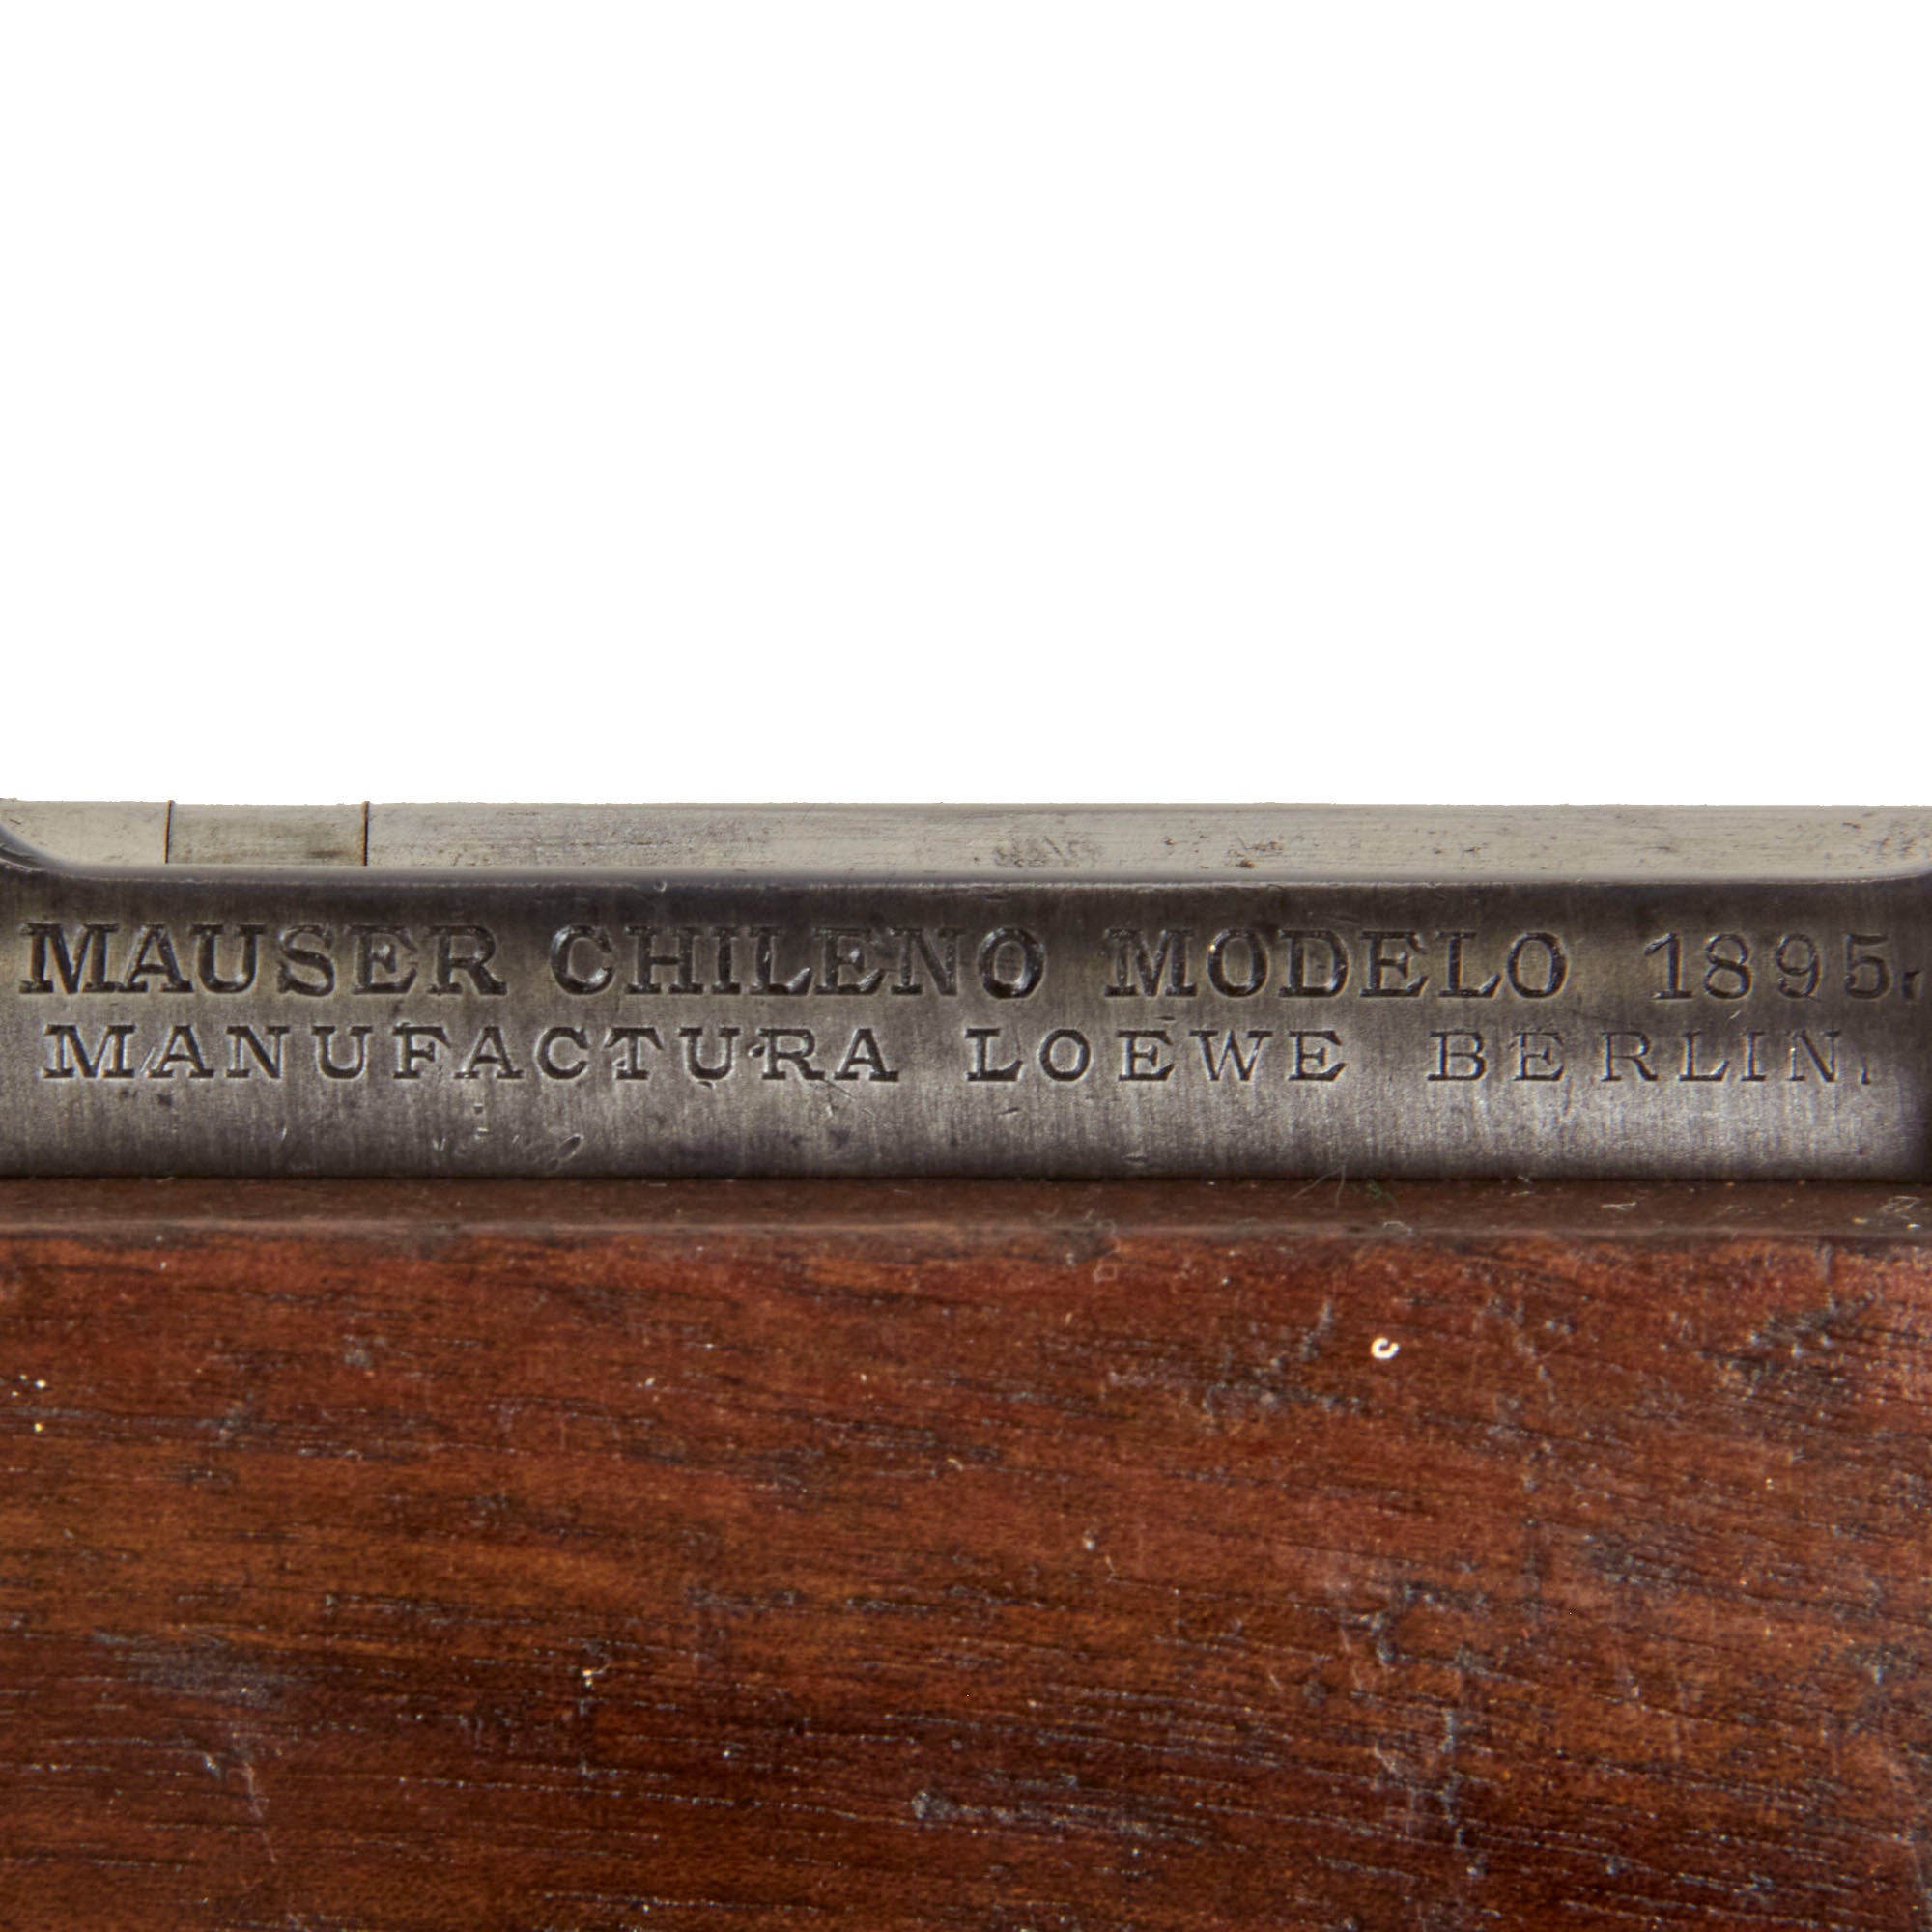 MAUSER CHILENO MODELO 1895.
MANUFACTURA LOEWE BERLIN.